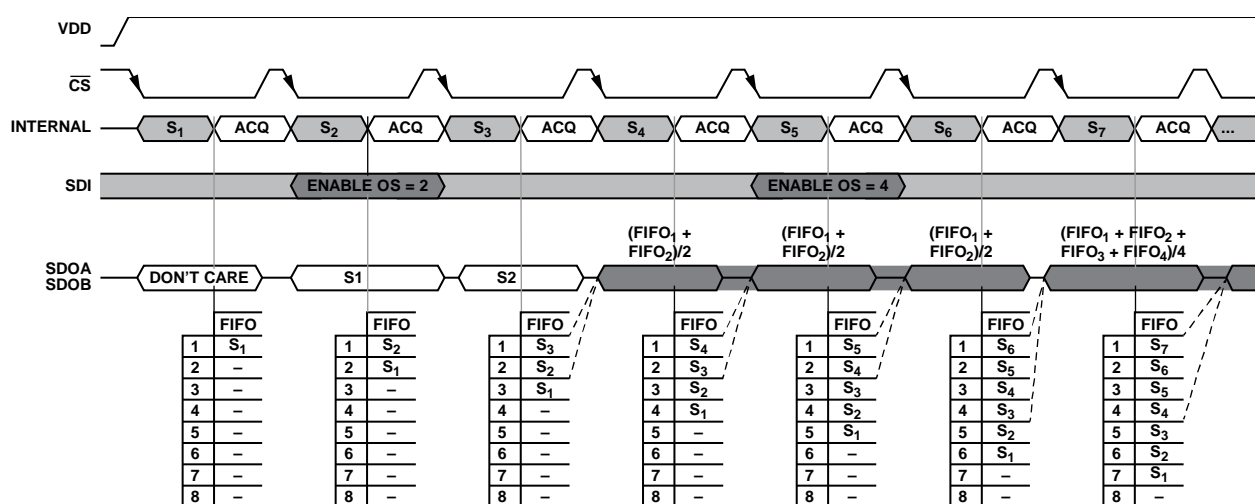 VDD
CS
INTERNAL
S1 ACQ S2 ACQ S3 ACQ S4 ACQ S5 ACQ S6 ACQ S7 ACQ ...
SDI
ENABLE OS = 2 ENABLE OS = 4
(FIFO1 + (FIFO1 + (FIFO1 + (FIFO1 + FIFO2 +
FIFO2)/2 FIFO2)/2 FIFO2)/2 FIFO3 + FIFO4)/4
SDOA
SDOB
DON'T CARE S1 S2
FIFO FIFO FIFO FIFO FIFO FIFO FIFO
1 S1 1 S2 1 S3 1 S4 1 S5 1 S6 1 S7
2 – 2 S1 2 S2 2 S3 2 S4 2 S5 2 S6
3 – 3 – 3 S1 3 S2 3 S3 3 S4 3 S5
4 – 4 – 4 – 4 S1 4 S2 4 S3 4 S4
5 – 5 – 5 – 5 – 5 S1 5 S2 5 S3
6 – 6 – 6 – 6 – 6 – 6 S1 6 S2
7 – 7 – 7 – 7 – 7 – 7 – 7 S1
8 – 8 – 8 – 8 – 8 – 8 – 8 –